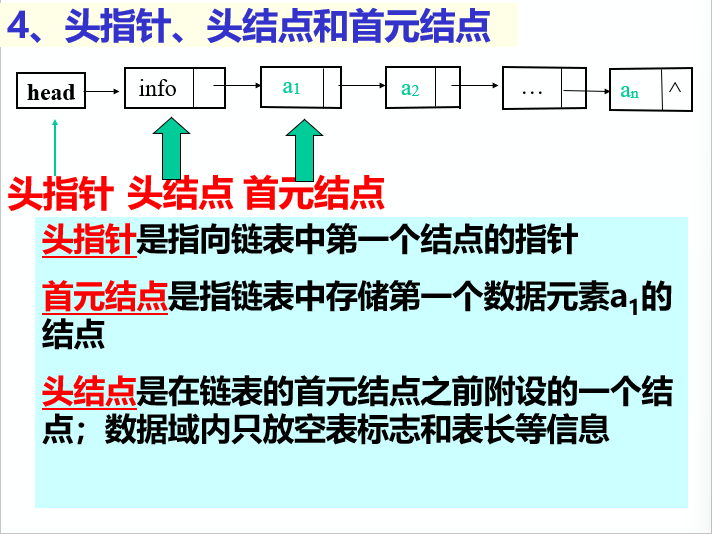 4、头指针、头结点和首元结点
head info a1 a2 … an ^
头指针 头结点 首元结点
头指针是指向链表中第一个结点的指针
首元结点是指链表中存储第一个数据元素a1的
结点
头结点是在链表的首元结点之前附设的一个结
点；数据域内只放空表标志和表长等信息